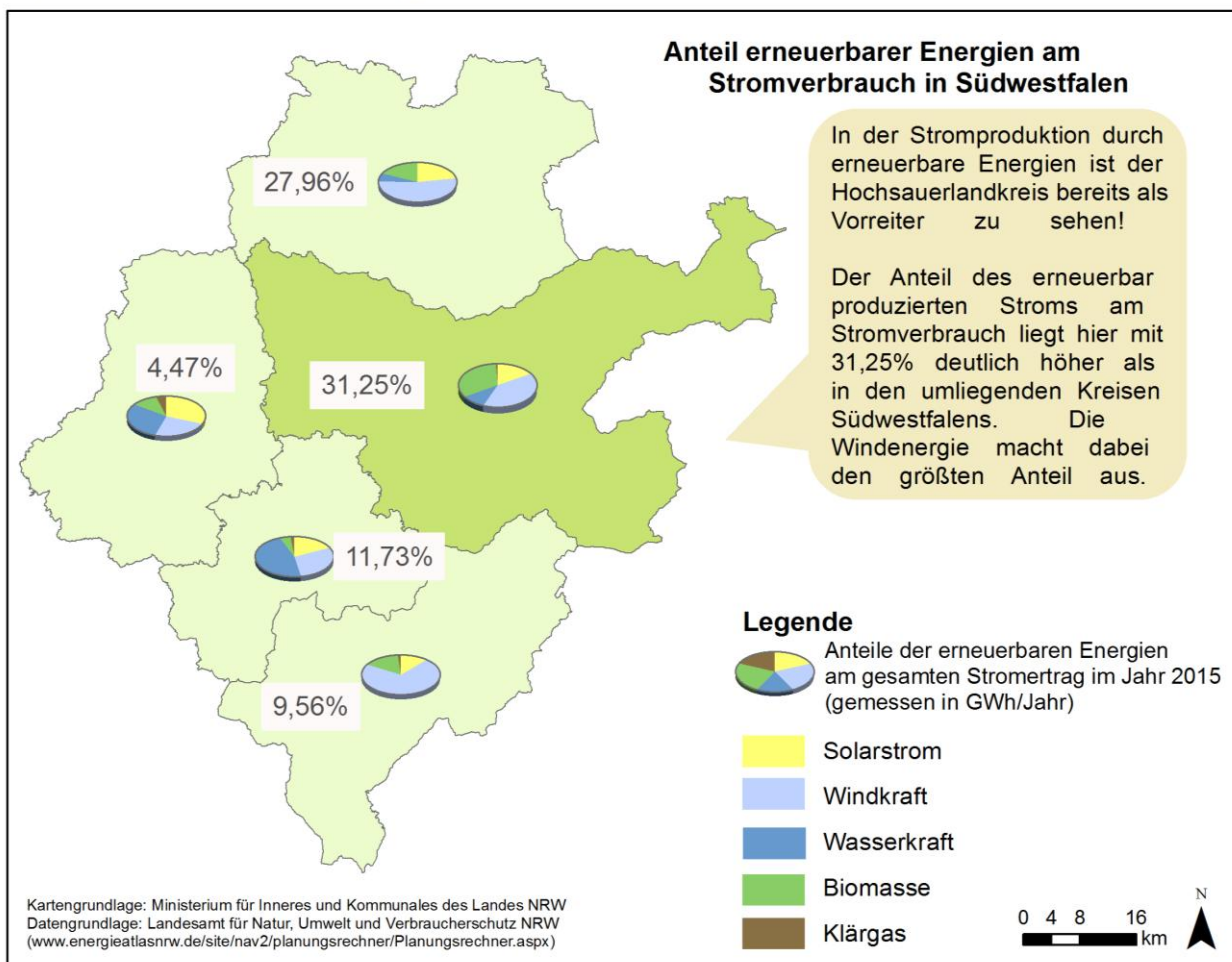 Anteil erneuerbarer Energien am
Stromverbrauch in Südwestfalen
In der Stromproduktion durch
erneuerbare Energien ist der
Hochsauerlandkreis bereits als
Vorreiter zu sehen!
Der Anteil des erneuerbar
produzierten Stroms am
Stromverbrauch liegt hier mit
31,25% deutlich höher als
in den umliegenden Kreisen
Südwestfalens. Die
Windenergie macht dabei
den größten Anteil aus.
27,96%
4,47%
31,25%
11,73%
9,56%
Legende
Anteile der erneuerbaren Energien
am gesamten Stromertrag im Jahr 2015
(gemessen in GWh/Jahr)
Solarstrom
Windkraft
Wasserkraft
Biomasse
Klärgas
Kartengrundlage: Ministerium für Inneres und Kommunales des Landes NRW
Datengrundlage: Landesamt für Natur, Umwelt und Verbraucherschutz NRW
(www.energieatlasnrw.de/site/nav2/planungsrechner/Planungsrechner.aspx)
0 4 8 16
km
N